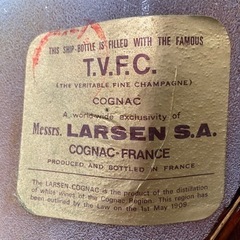 THIS SHIP-BOTTLE IS FILLED WITH THE FAMOUS
T.V.F.C.
(THE VERITABLE FINE CHAMPAGNE)
COGNAC
A worldwide exclusivity of
Messrs. LARSEN S.A.
COGNAC-FRANCE
PRODUCED AND BOTTLED IN FRANCE
The LARSEN COGNAC is the product of the distillation
of white wines of the Cognac Region. This region has
been outlined by the Law on the 1st May 1909.